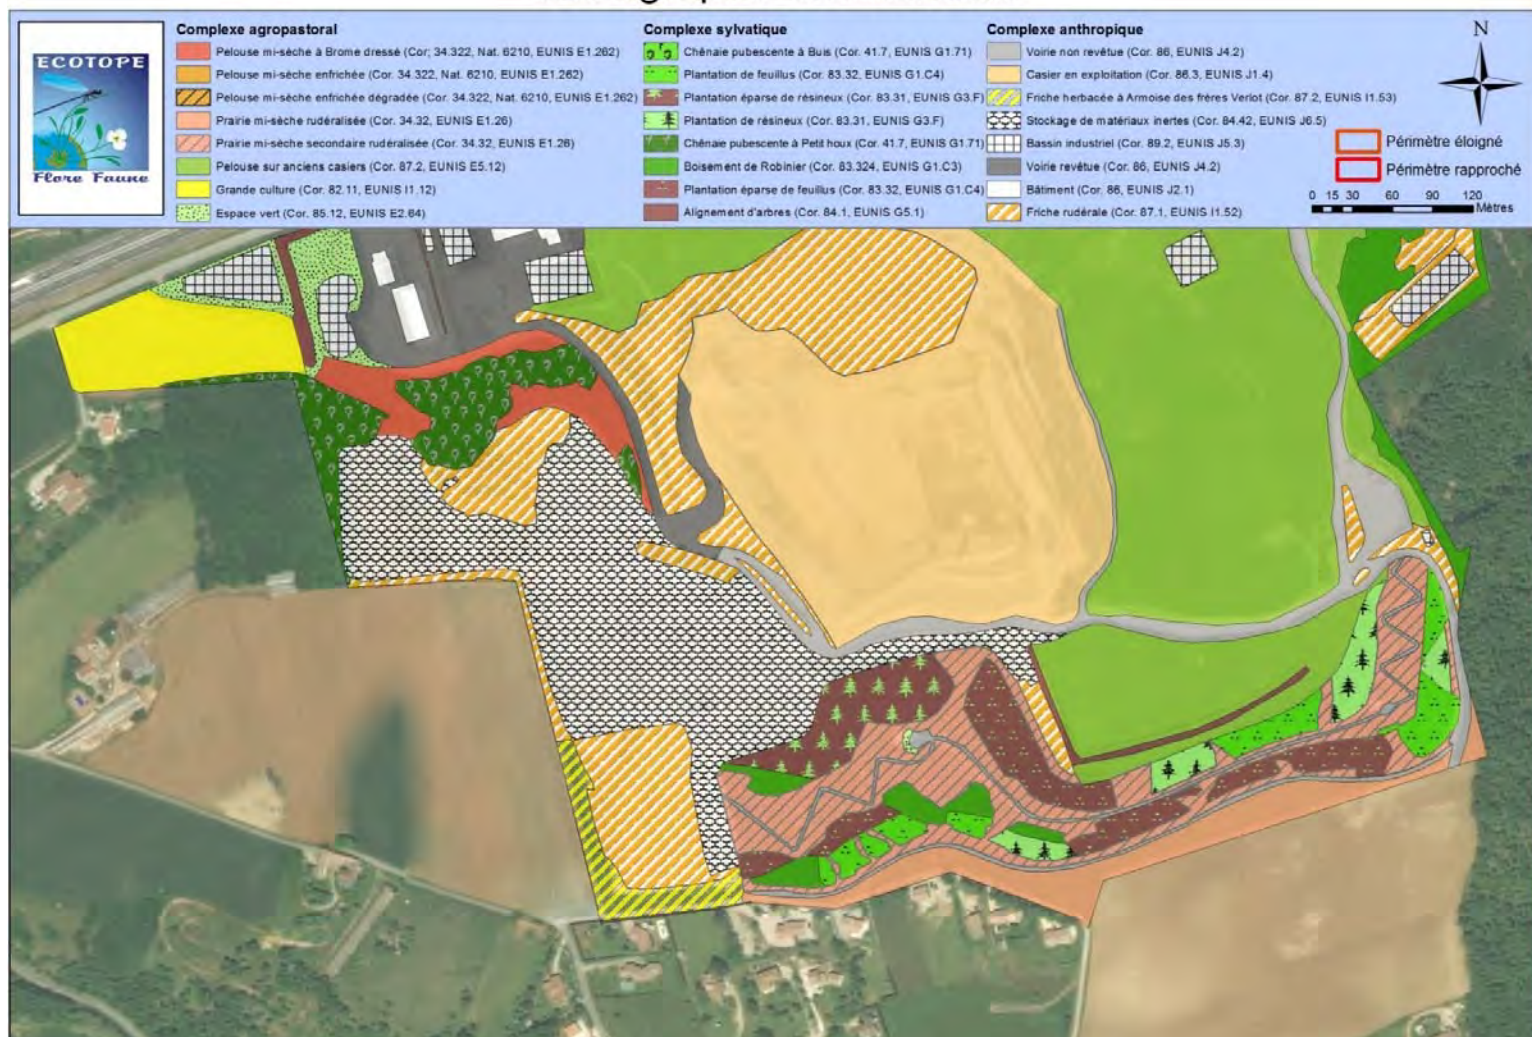 ECOTOPE
Flore Faune
Complexe agropastoral
Pelouse mi-sèche à Brome dressé (Cor; 34.322, Nat. 6210, EUNIS E1.262)
Pelouse mi-sèche enfrichée (Cor. 34.322, Nat. 6210, EUNIS E1.262)
Pelouse mi-sèche enfrichée dégradée (Cor. 34.322, Nat. 6210, EUNIS E1.262)
Prairie mi-sèche rudéralisée (Cor. 34.32, EUNIS E1.26)
Prairie mi-sèche secondaire rudéralisée (Cor. 34.32, EUNIS E1.26)
Pelouse sur anciens casiers (Cor. 87.2, EUNIS E5.12)
Grande culture (Cor. 82.11, EUNIS I1.12)
Espace vert (Cor. 85.12, EUNIS E2.64)
Complexe sylvatique
Chênaie pubescente à Buis (Cor. 41.7, EUNIS G1.71)
Plantation de feuillus (Cor. 83.32, EUNIS G1.C4)
Plantation éparse de résineux (Cor. 83.31, EUNIS G3.F)
Plantation de résineux (Cor. 83.31, EUNIS G3.F)
Chênaie pubescente à Petit houx (Cor. 41.7, EUNIS G1.71)
Boisement de Robinier (Cor. 83.324, EUNIS G1.C3)
Plantation éparse de feuillus (Cor. 83.32, EUNIS G1.C4)
Alignement d'arbres (Cor. 84.1, EUNIS G5.1)
Complexe anthropique
Voirie non revêtue (Cor. 86, EUNIS J4.2)
Casier en exploitation (Cor. 86.3, EUNIS J1.4)
Friche herbacée à Armoise des frères Verlot (Cor. 87.2, EUNIS I1.53)
Stockage de matériaux inertes (Cor. 84.42, EUNIS J6.5)
Bassin industriel (Cor. 89.2, EUNIS J5.3)
Voirie revêtue (Cor. 86, EUNIS J4.2)
Bâtiment (Cor. 86, EUNIS J2.1)
Friche rudérale (Cor. 87.1, EUNIS I1.52)
N
Périmètre éloigné
Périmètre rapproché
0 15 30 60 90 120
Mètres